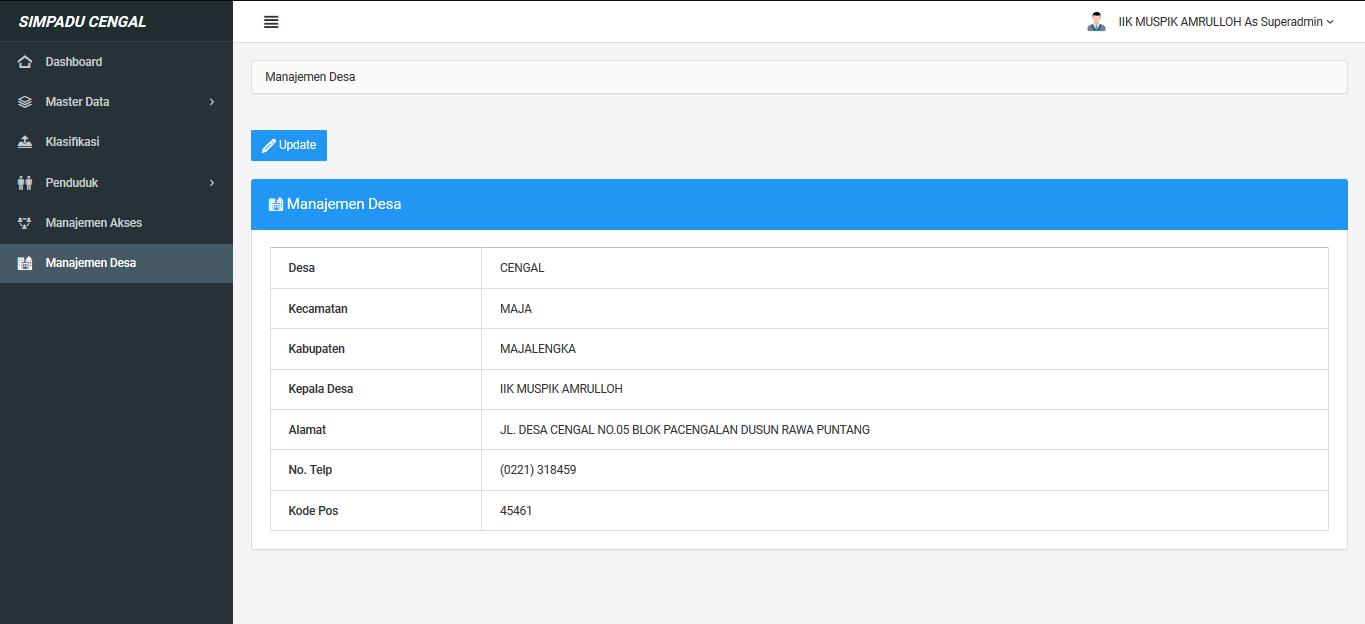 SIMPADU CENGAL
IIK MUSPIK AMRULLOH As Superadmin
Dashboard
Master Data
Klasifikasi
Penduduk
Manajemen Akses
Manajemen Desa
Manajemen Desa
Update
Manajemen Desa
Desa CENGAL
Kecamatan MAJA
Kabupaten MAJALENGKA
Kepala Desa IIK MUSPIK AMRULLOH
Alamat JL. DESA CENGAL NO.05 BLOK PACENGALAN DUSUN RAWA PUNTANG
No. Telp (0221) 318459
Kode Pos 45461